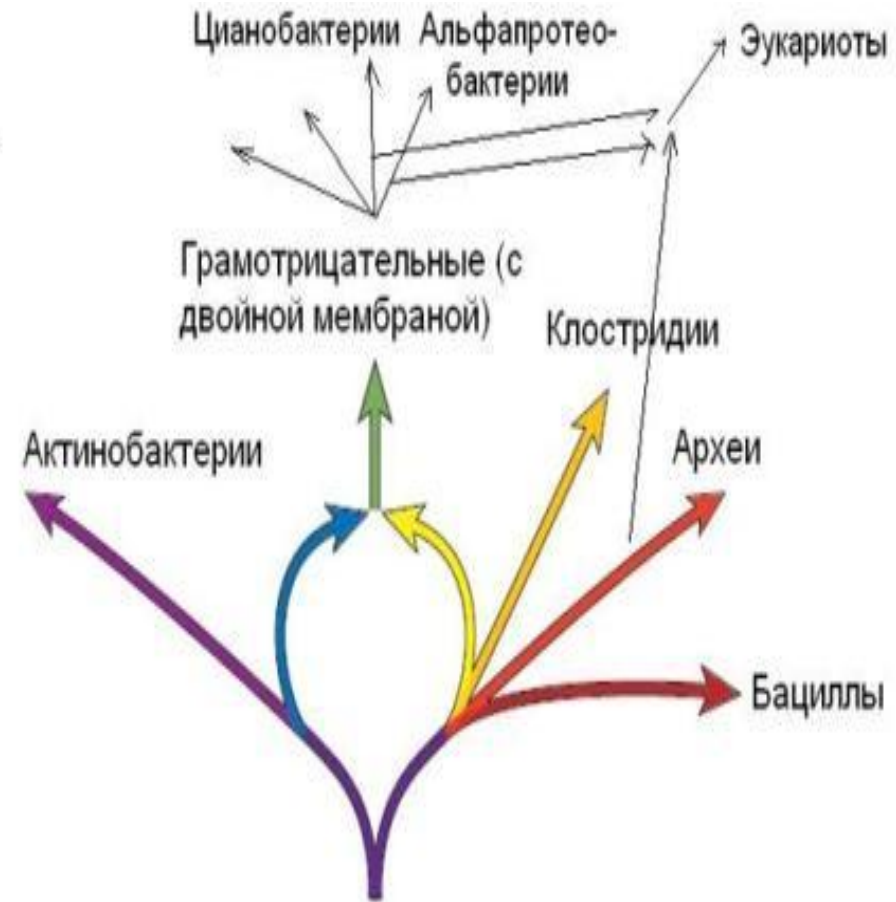 Цианобактерии Альфапротео-
бактерии
Эукариоты
Грамотрицательные (с
двойной мембраной)
Клостридии
Актинобактерии
Археи
Бациллы